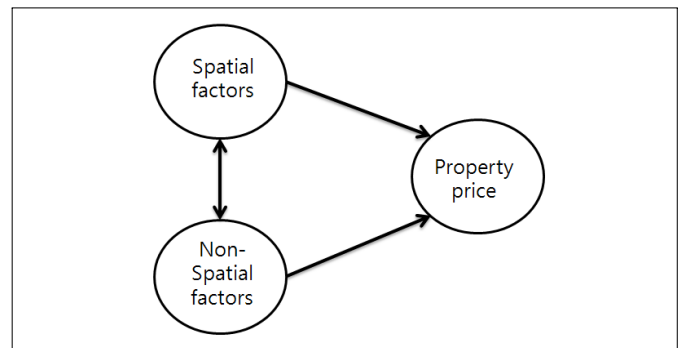 Spatial
factors
Property
price
Non-
Spatial
factors